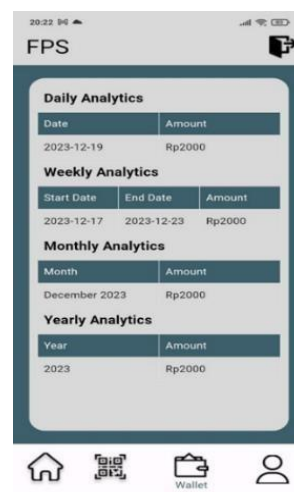 20:22
FPS
Daily Analytics
Date Amount
2023-12-19 Rp2000
Weekly Analytics
Start Date End Date Amount
2023-12-17 2023-12-23 Rp2000
Monthly Analytics
Month Amount
December 2023 Rp2000
Yearly Analytics
Year Amount
2023 Rp2000
Wallet